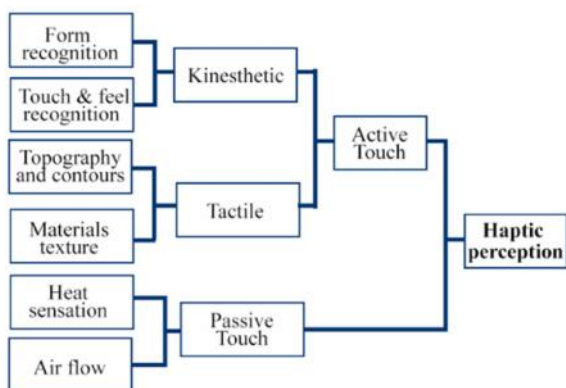 Form
recognition
Touch & feel
recognition
Kinesthetic
Topography
and contours
Materials
texture
Tactile
Active
Touch
Heat
sensation
Air flow
Passive
Touch
Haptic
perception